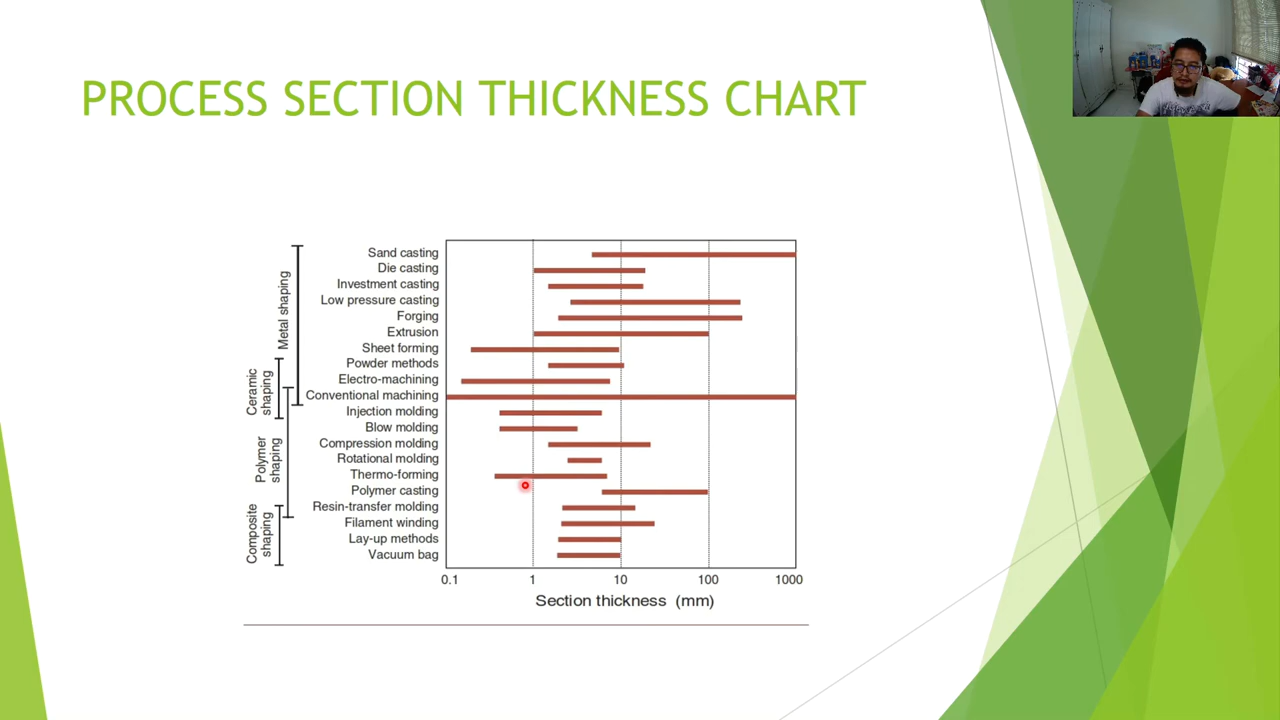 PROCESS SECTION THICKNESS CHART
Metal shaping
Ceramic
shaping
Polymer
shaping
Composite
shaping
Sand casting
Die casting
Investment casting
Low pressure casting
Forging
Extrusion
Sheet forming
Powder methods
Electro-machining
Conventional machining
Injection molding
Blow molding
Compression molding
Rotational molding
Thermo-forming
Polymer casting
Resin-transfer molding
Filament winding
Lay-up methods
Vacuum bag
0.1 1 10 100 1000
Section thickness (mm)